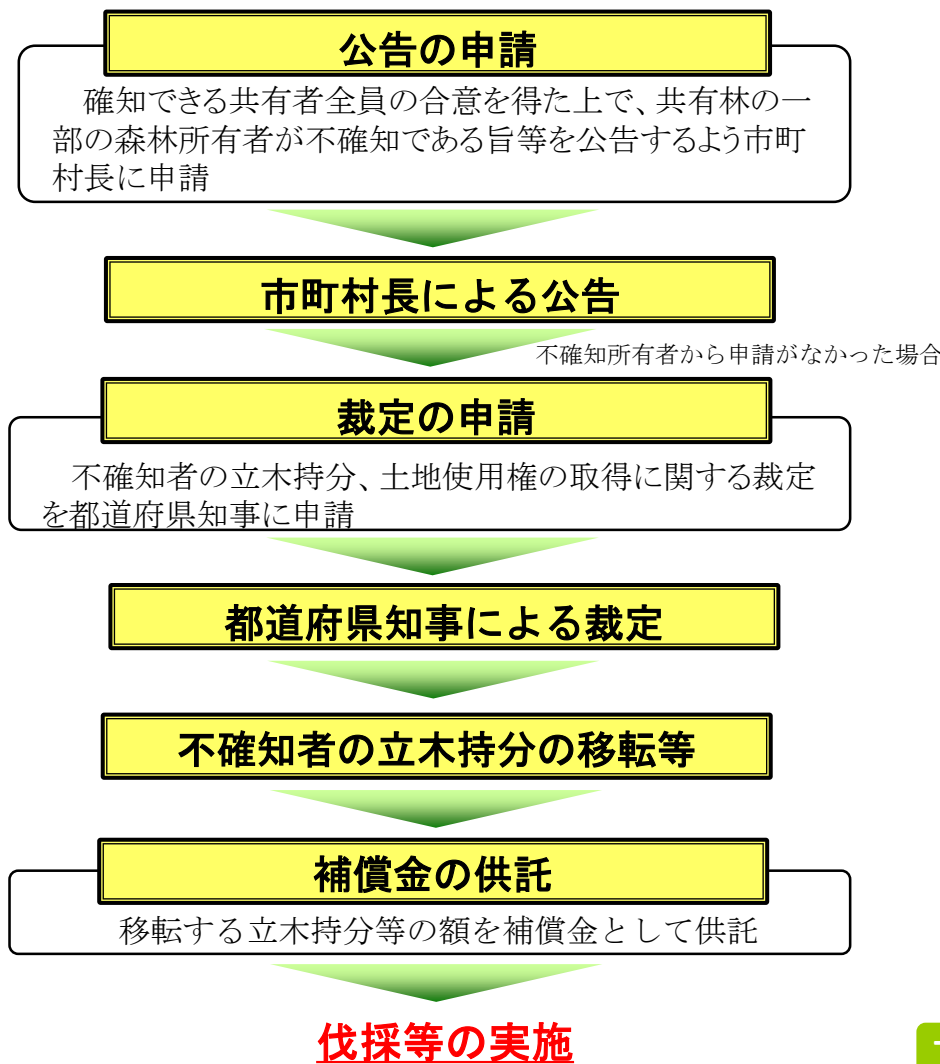 公告の申請
確知できる共有者全員の合意を得た上で、共有林の一
部の森林所有者が不確知である旨等を公告するよう市町
村長に申請
市町村長による公告
不確知所有者から申請がなかった場合
裁定の申請
不確知者の立木持分、土地使用権の取得に関する裁定
を都道府県知事に申請
都道府県知事による裁定
不確知者の立木持分の移転等
補償金の供託
移転する立木持分等の額を補償金として供託
伐採等の実施